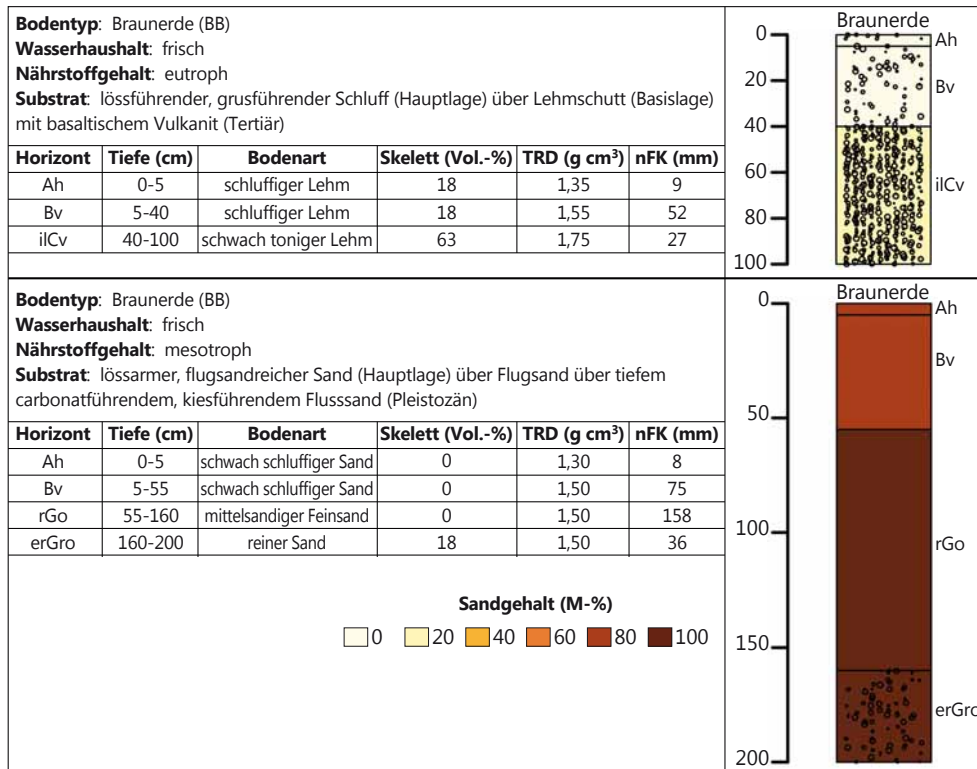 Bodentyp: Braunerde (BB)
Wasserhaushalt: frisch
Nährstoffgehalt: eutroph
Substrat: lössführender, grusführender Schluff (Hauptlage) über Lehmschutt (Basislage)
mit basaltischem Vulkanit (Tertiär)
Horizont Tiefe (cm) Bodenart Skelett (Vol.-%) TRD (g cm³) nFK (mm)
Ah 0-5 schluffiger Lehm 18 1,35 9
Bv 5-40 schluffiger Lehm 18 1,55 52
ilCv 40-100 schwach toniger Lehm 63 1,75 27
Braunerde
0
20
40
60
80
100
Ah
Bv
ilCv
Bodentyp: Braunerde (BB)
Wasserhaushalt: frisch
Nährstoffgehalt: mesotroph
Substrat: lössarmer, flugsandreicher Sand (Hauptlage) über Flugsand über tiefem
carbonatführendem, kiesführendem Flusssand (Pleistozän)
Horizont Tiefe (cm) Bodenart Skelett (Vol.-%) TRD (g cm³) nFK (mm)
Ah 0-5 schwach schluffiger Sand 0 1,30 8
Bv 5-55 schwach schluffiger Sand 0 1,50 75
rGo 55-160 mittelsandiger Feinsand 0 1,50 158
erGro 160-200 reiner Sand 18 1,50 36
Sandgehalt (M-%)
0 20 40 60 80 100
Braunerde
0
50
100
150
200
Ah
Bv
rGo
erGro